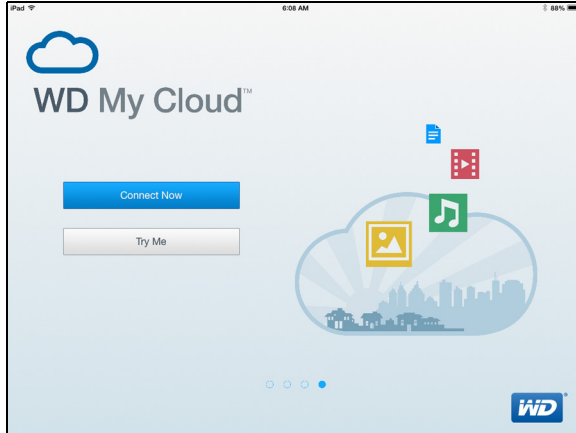 iPad
6:08 AM
88%
WD My Cloud™
Connect Now
Try Me
WD®